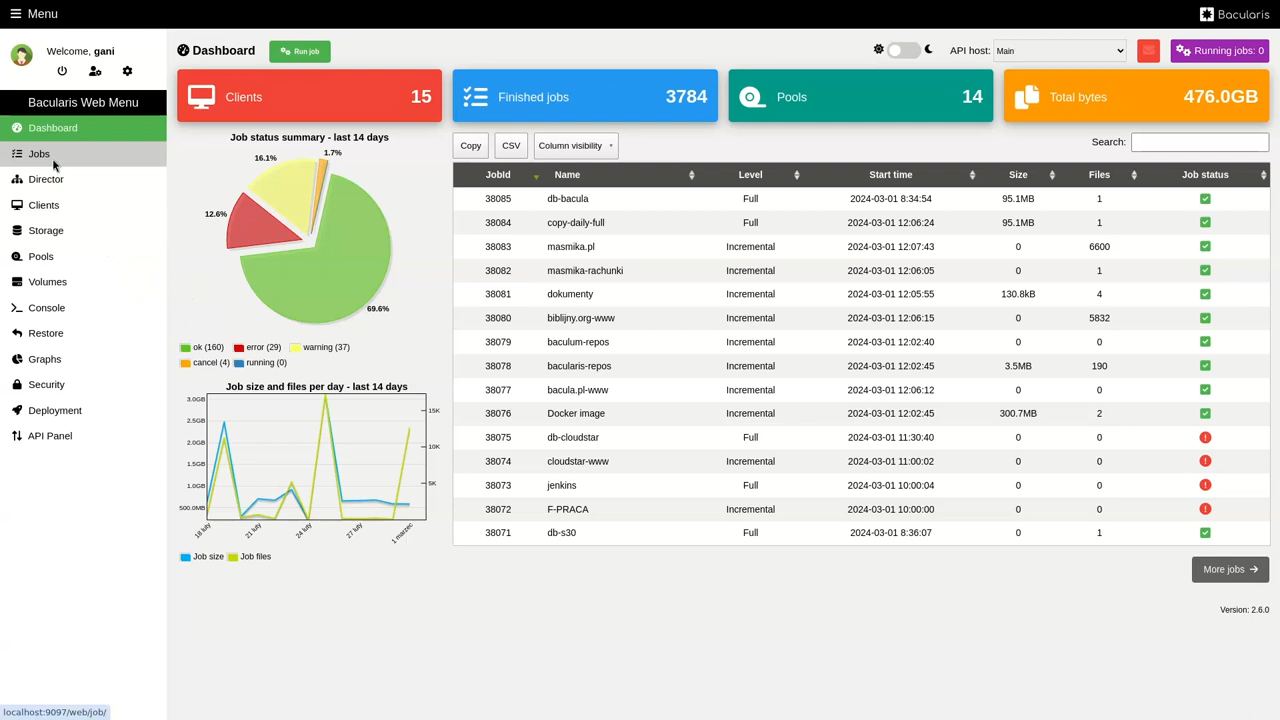 Menu
Bacularis
Welcome, gani
Bacularis Web Menu
Dashboard
Jobs
Director
Clients
Storage
Pools
Volumes
Console
Restore
Graphs
Security
Deployment
API Panel
Dashboard
Run job
API host:
Main
Running jobs: 0
Clients 15
Finished jobs 3784
Pools 14
Total bytes 476.0GB
Job status summary - last 14 days
1.7%
16.1%
12.6%
69.6%
ok (160) error (29) warning (37)
cancel (4) running (0)
Job size and files per day - last 14 days
3.0GB
2.5GB
2.0GB
1.5GB
1.0GB
500.0MB
15K
10K
5K
18 luty
21 luty
24 luty
27 luty
1 marzec
Job size Job files
Copy
CSV
Column visibility
Search:
JobId Name Level Start time Size Files Job status
38085 db-bacula Full 2024-03-01 8:34:54 95.1MB 1
38084 copy-daily-full Full 2024-03-01 12:06:24 95.1MB 1
38083 masmika.pl Incremental 2024-03-01 12:07:43 0 6600
38082 masmika-rachunki Incremental 2024-03-01 12:06:05 0 1
38081 dokumenty Incremental 2024-03-01 12:05:55 130.8kB 4
38080 biblijny.org-www Incremental 2024-03-01 12:06:15 0 5832
38079 baculum-repos Incremental 2024-03-01 12:02:40 0 0
38078 bacularis-repos Incremental 2024-03-01 12:02:45 3.5MB 190
38077 bacula.pl-www Incremental 2024-03-01 12:06:12 0 0
38076 Docker image Incremental 2024-03-01 12:02:45 300.7MB 2
38075 db-cloudstar Full 2024-03-01 11:30:40 0 0
38074 cloudstar-www Incremental 2024-03-01 11:00:02 0 0
38073 jenkins Full 2024-03-01 10:00:04 0 0
38072 F-PRACA Incremental 2024-03-01 10:00:00 0 0
38071 db-s30 Full 2024-03-01 8:36:07 0 1
More jobs
Version: 2.6.0
localhost:9097/web/job/